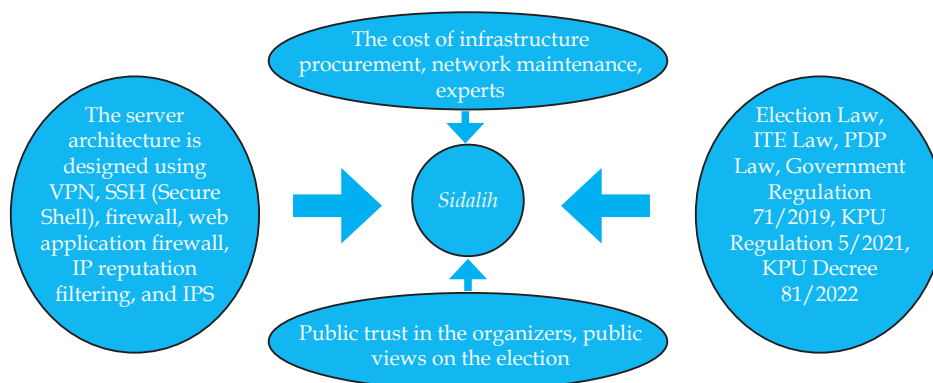 The cost of infrastructure
procurement, network maintenance,
experts
The server
architecture is
designed using
VPN, SSH (Secure
Shell), firewall, web
application firewall,
IP reputation
filtering, and IPS
Sidalih
Election Law,
ITE Law, PDP
Law, Government
Regulation
71/2019, KPU
Regulation 5/2021,
KPU Decree
81/2022
Public trust in the organizers, public
views on the election